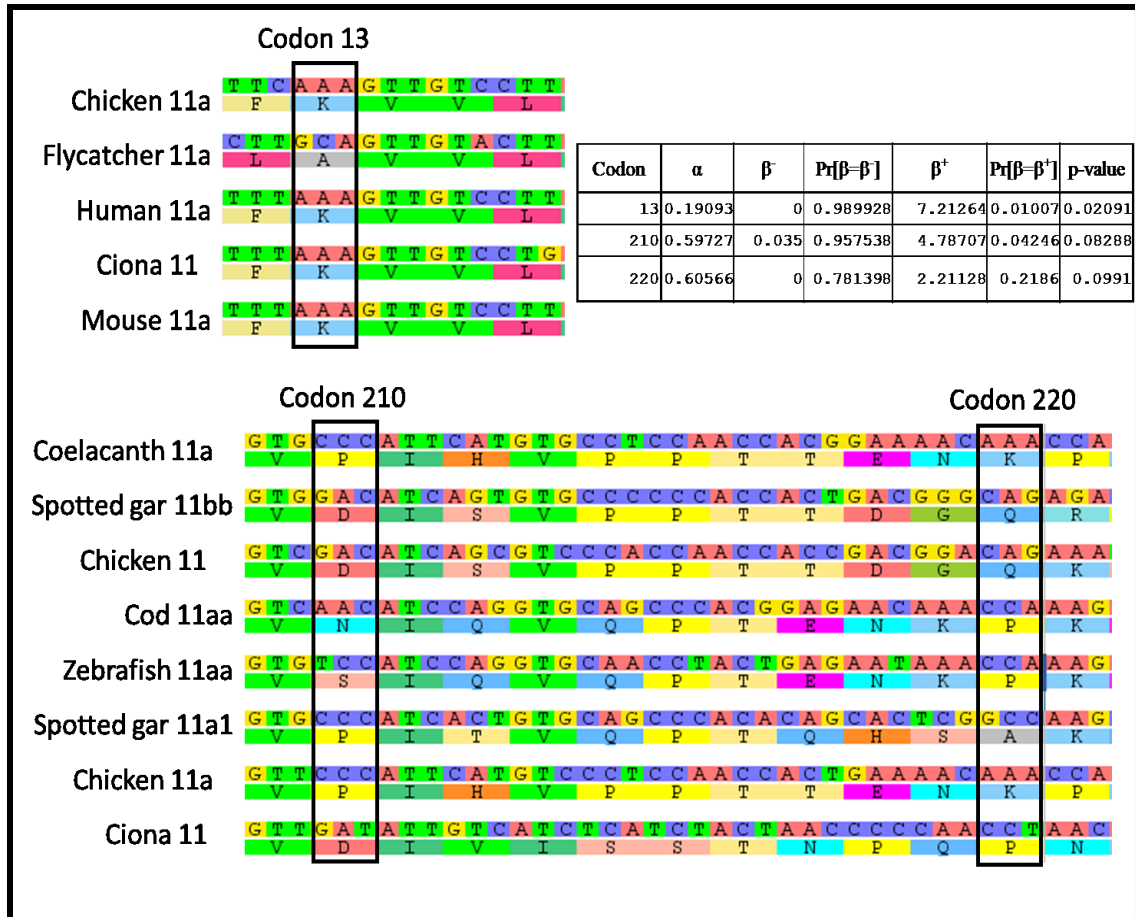 Codon 13
Chicken 11a
T T C A A A G T T G T C C T T
F K V V L
Flycatcher 11a
C T T G C A G T T G T A C T T
L A V V L
Human 11a
T T T A A A G T T G T C C T T
F K V V L
Ciona 11
T T T A A A G T T G T C C T G
F K V V L
Mouse 11a
T T T A A A G T T G T C C T T
F K V V L
Codon α β⁻ Pr[β=β⁻] β⁺ Pr[β=β⁺] p-value
13 0.19093 0 0.989928 7.21264 0.01007 0.02091
210 0.59727 0.035 0.957538 4.78707 0.04246 0.08288
220 0.60566 0 0.781398 2.21128 0.2186 0.0991
Codon 210 Codon 220
Coelacanth 11a
G T G C C C A T T C A T G T G C C T C C A A C C A C G G A A A A C A A A C C A
V P I H V P P T T E N K P
Spotted gar 11bb
G T G G A C A T C A G T G T G C C C C C C A C C A C T G A C G G G C A G A G A
V D I S V P P T T D G Q R
Chicken 11
G T C G A C A T C A G C G T C C C A C C A A C C A C C G A C G G A C A G A A A
V D I S V P P T T D G Q K
Cod 11aa
G T C A A C A T C C A G G T G C A G C C C A C G G A G A A C A A A C C A A A G
V N I Q V Q P T E N K P K
Zebrafish 11aa
G T G T C C A T C C A G G T G C A A C C T A C T G A G A A T A A A C C A A A G
V S I Q V Q P T E N K P K
Spotted gar 11a1
G T G C C C A T C A C T G T G C A G C C C A C A C A G C A C T C G G C C A A G
V P I T V Q P T Q H S A K
Chicken 11a
G T T C C C A T T C A T G T C C C T C C A A C C A C T G A A A A C A A A C C A
V P I H V P P T T E N K P
Ciona 11
G T T G A T A T T G T C A T C T C A T C T A C T A A C C C C C A A C C T A A C
V D I V I S S T N P Q P N